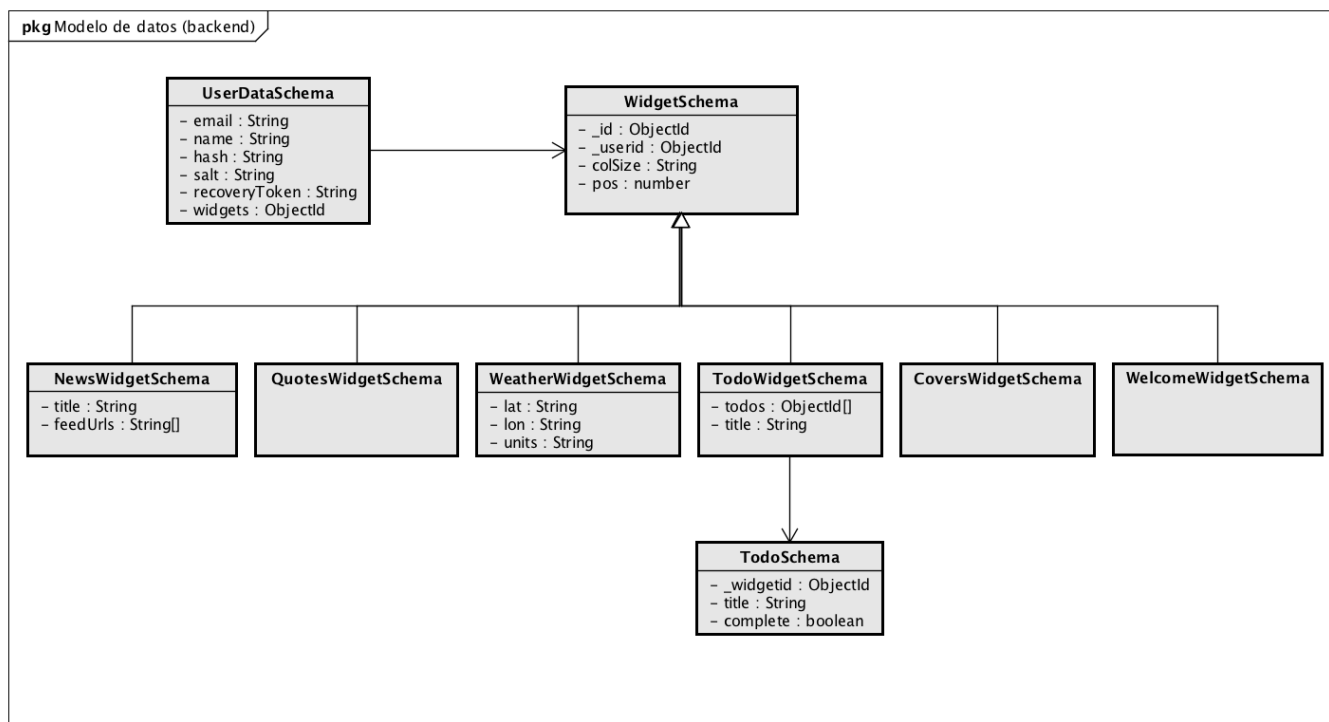 pkg Modelo de datos (backend)
UserDataSchema
– email : String
– name : String
– hash : String
– salt : String
– recoveryToken : String
– widgets : ObjectId
WidgetSchema
– _id : ObjectId
– _userid : ObjectId
– colSize : String
– pos : number
NewsWidgetSchema
– title : String
– feedUrls : String[]
QuotesWidgetSchema
WeatherWidgetSchema
– lat : String
– lon : String
– units : String
TodoWidgetSchema
– todos : ObjectId[]
– title : String
CoversWidgetSchema
WelcomeWidgetSchema
TodoSchema
– _widgetid : ObjectId
– title : String
– complete : boolean